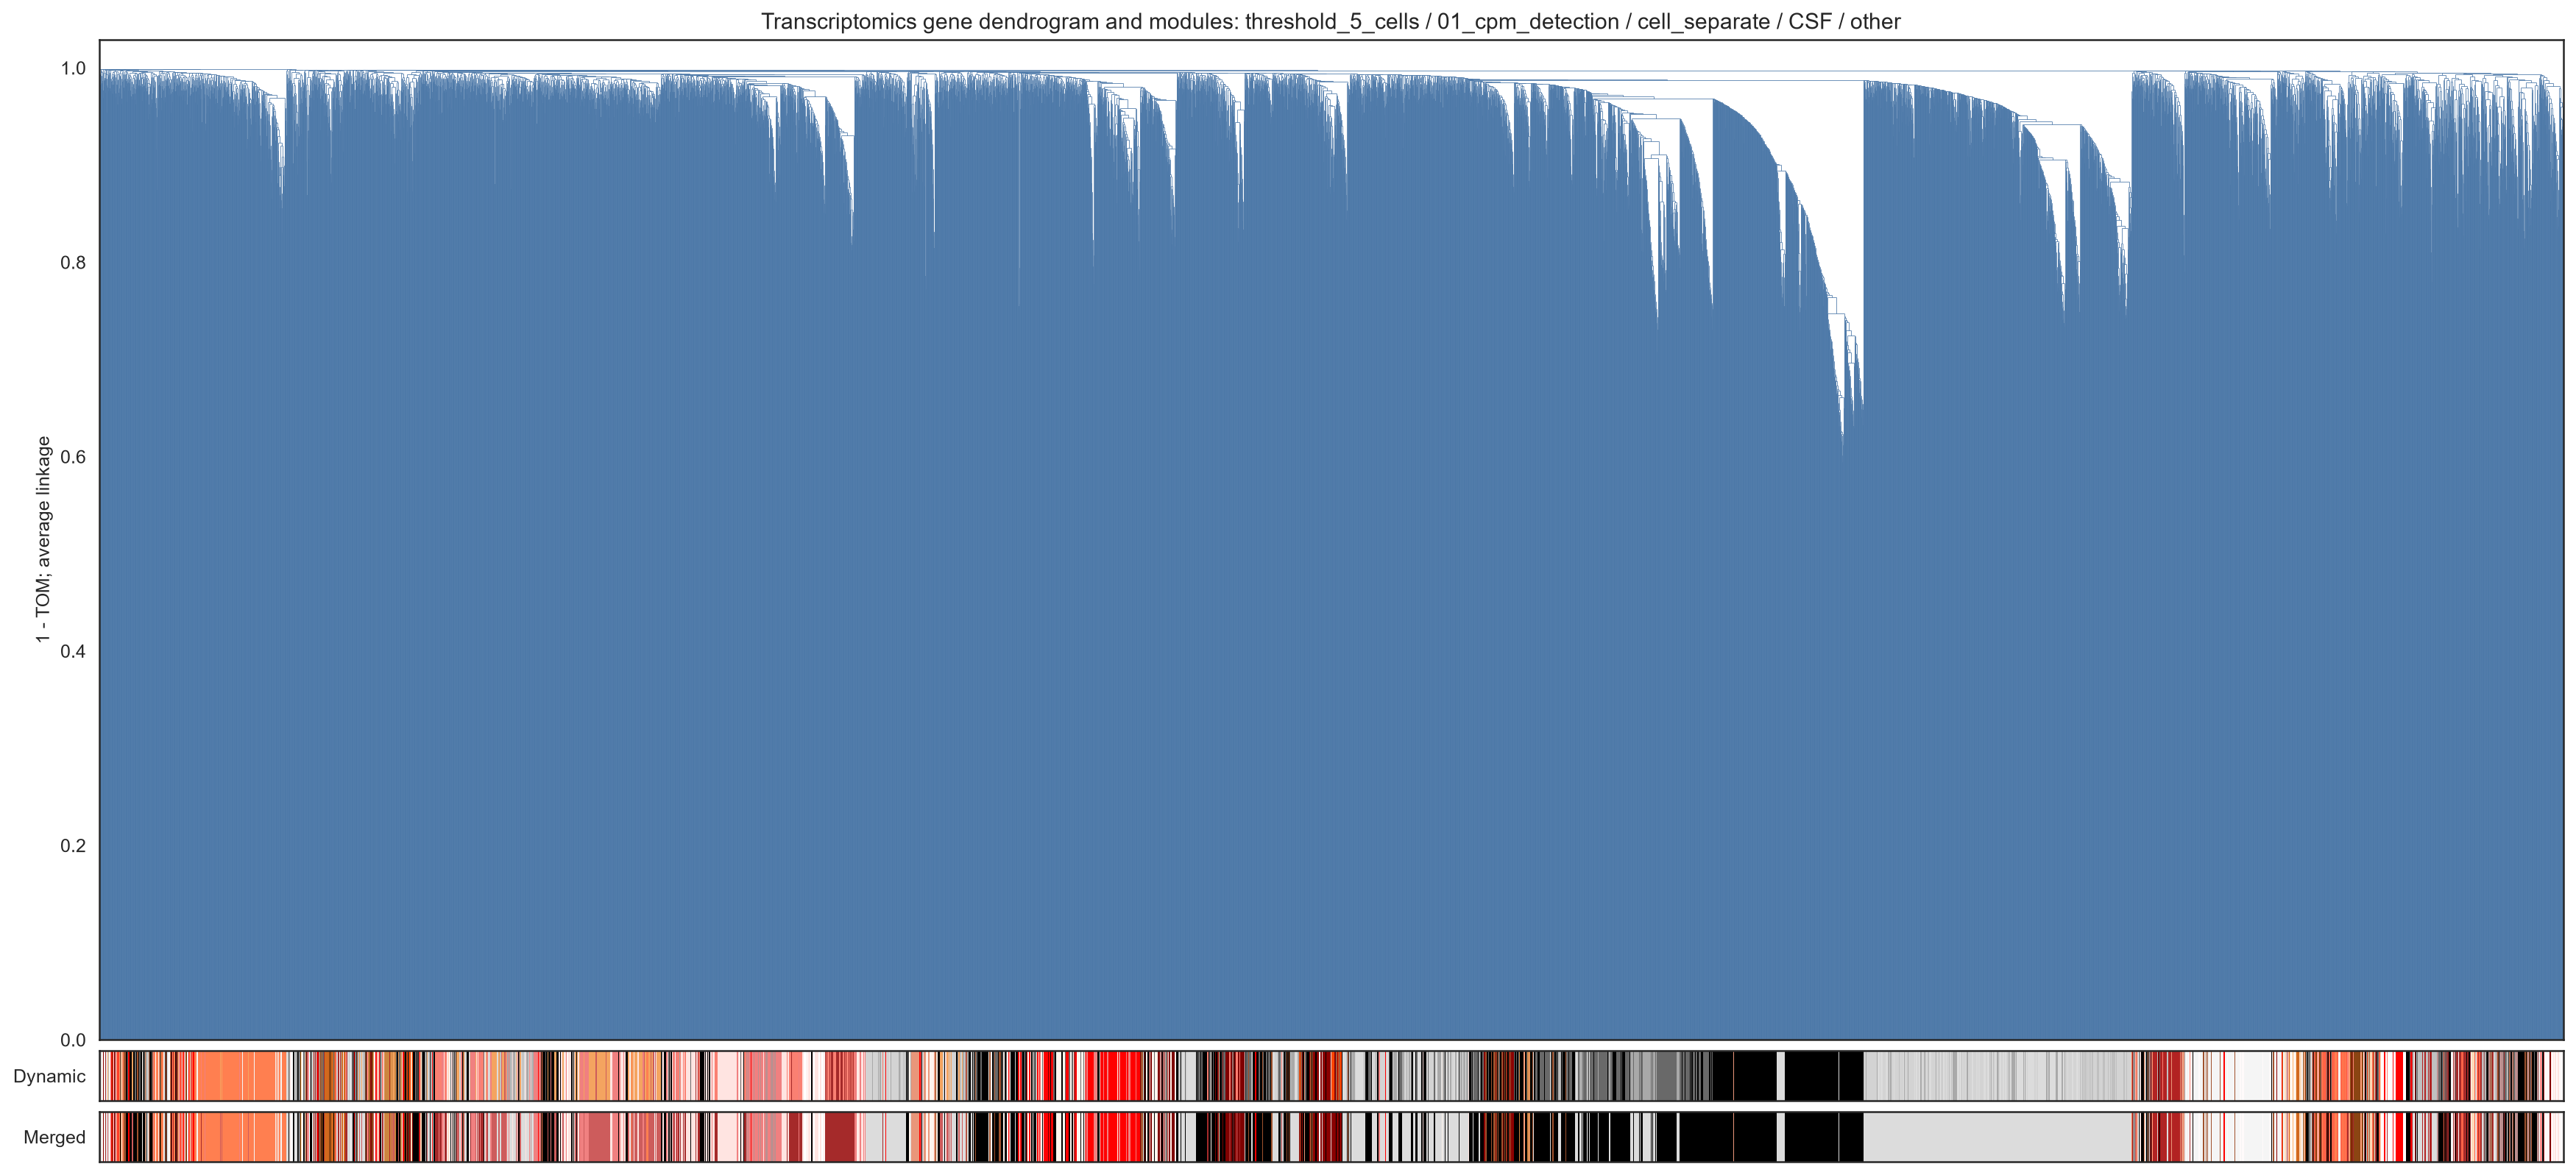 Transcriptomics gene dendrogram and modules: threshold_5_cells / 01_cpm_detection / cell_separate / CSF / other
1.0
0.8
0.6
0.4
0.2
0.0
1 - TOM; average linkage
Dynamic
Merged